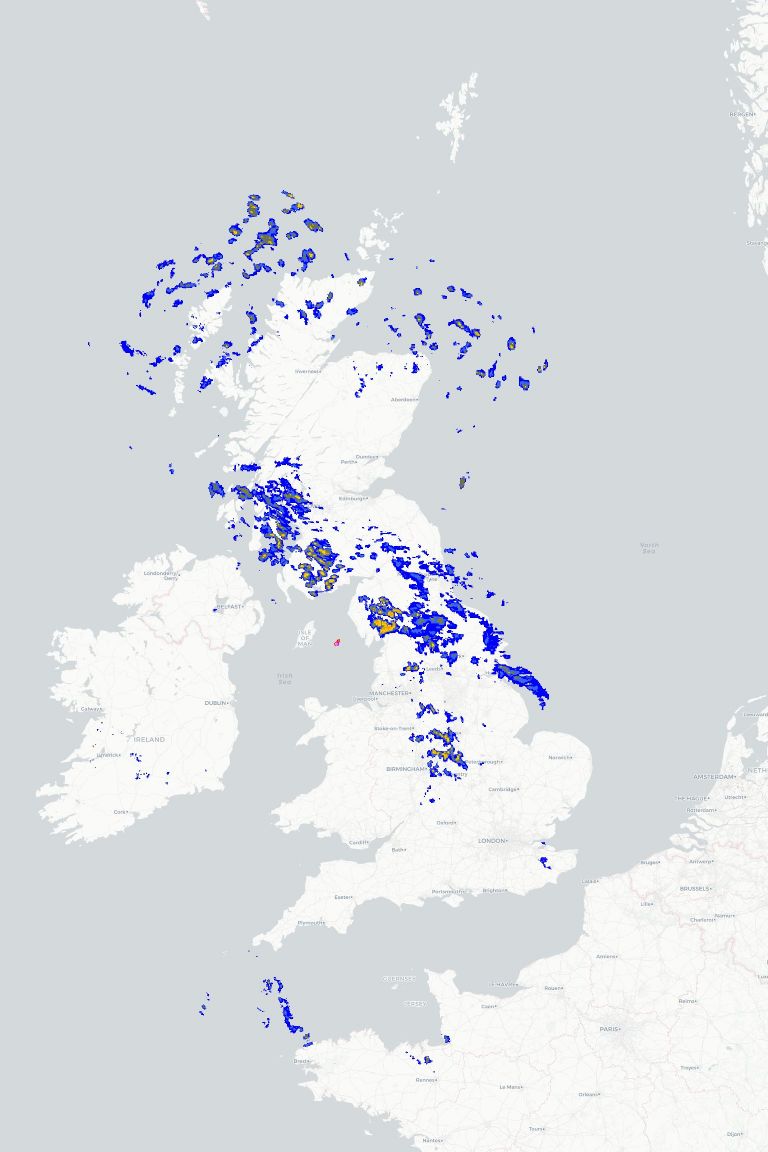 BERGEN
Stavanger
Inverness
Aberdeen
Dundee
Perth
Edinburgh
North
Sea
Londonderry/
Derry
BELFAST
ISLE
OF
MAN
Irish
Sea
Leeds
MANCHESTER
Liverpool
DUBLIN
Galway
IRELAND
Limerick
Cork
Stoke-on-Trent
Peterborough
Norwich
BIRMINGHAM
Cambridge
Oxford
LONDON
Cardiff
Bath
Exeter
Portsmouth
Brighton
Plymouth
Leeuwarden
AMSTERDAM
NETH
THE HAGUE
Utrecht
Rotterdam
Bruges
Antwerp
Calais
BRUSSELS
Lille
Charleroi
Namur
Amiens
GUERNSEY
JERSEY
LE HAVRE
Rouen
Caen
Reims
PARIS
Brest
Rennes
Le Mans
Troyes
Orléans
Tours
Nantes
Dijon